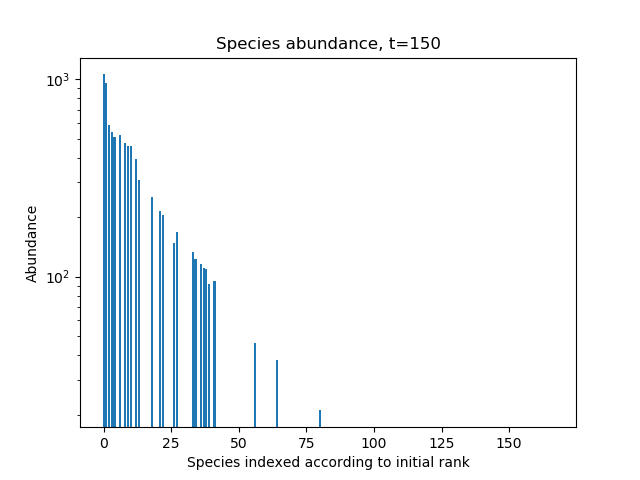 Species abundance, t=150
Abundance
10³
10²
0 25 50 75 100 125 150
Species indexed according to initial rank